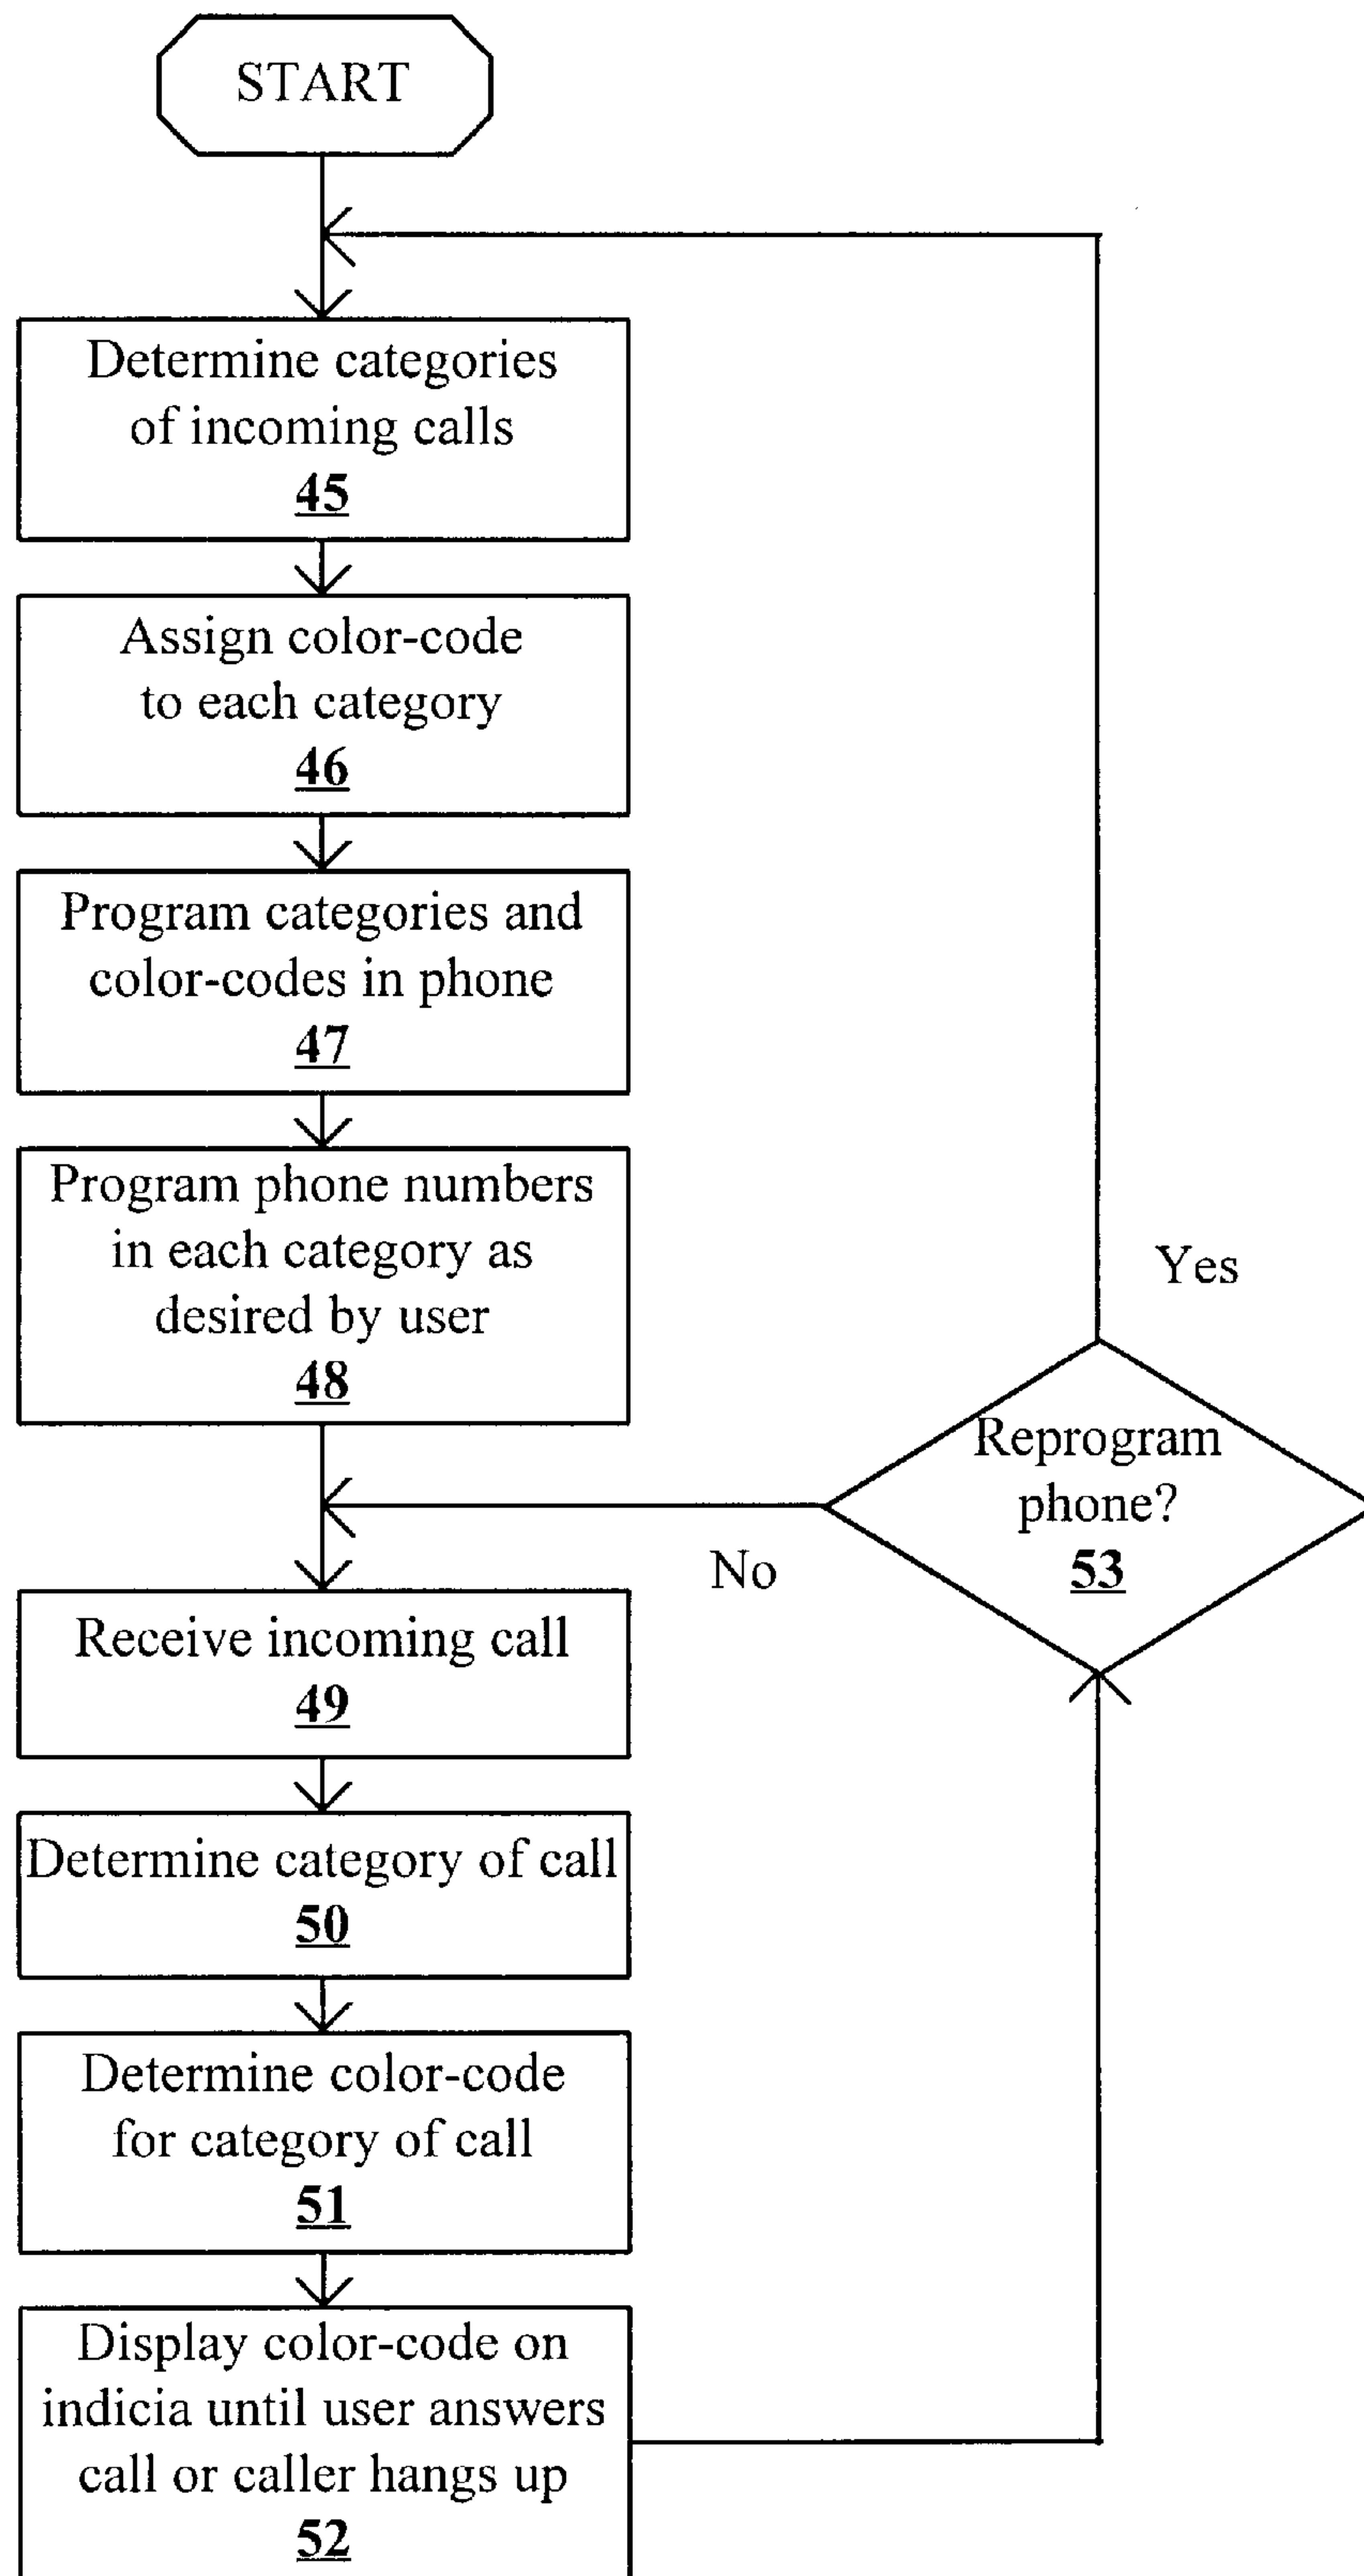 START
Determine categories
of incoming calls
45
Assign color-code
to each category
46
Program categories and
color-codes in phone
47
Program phone numbers
in each category as
desired by user
48
Yes
Reprogram
phone?
53
No
Receive incoming call
49
Determine category of call
50
Determine color-code
for category of call
51
Display color-code on
indicia until user answers
call or caller hangs up
52